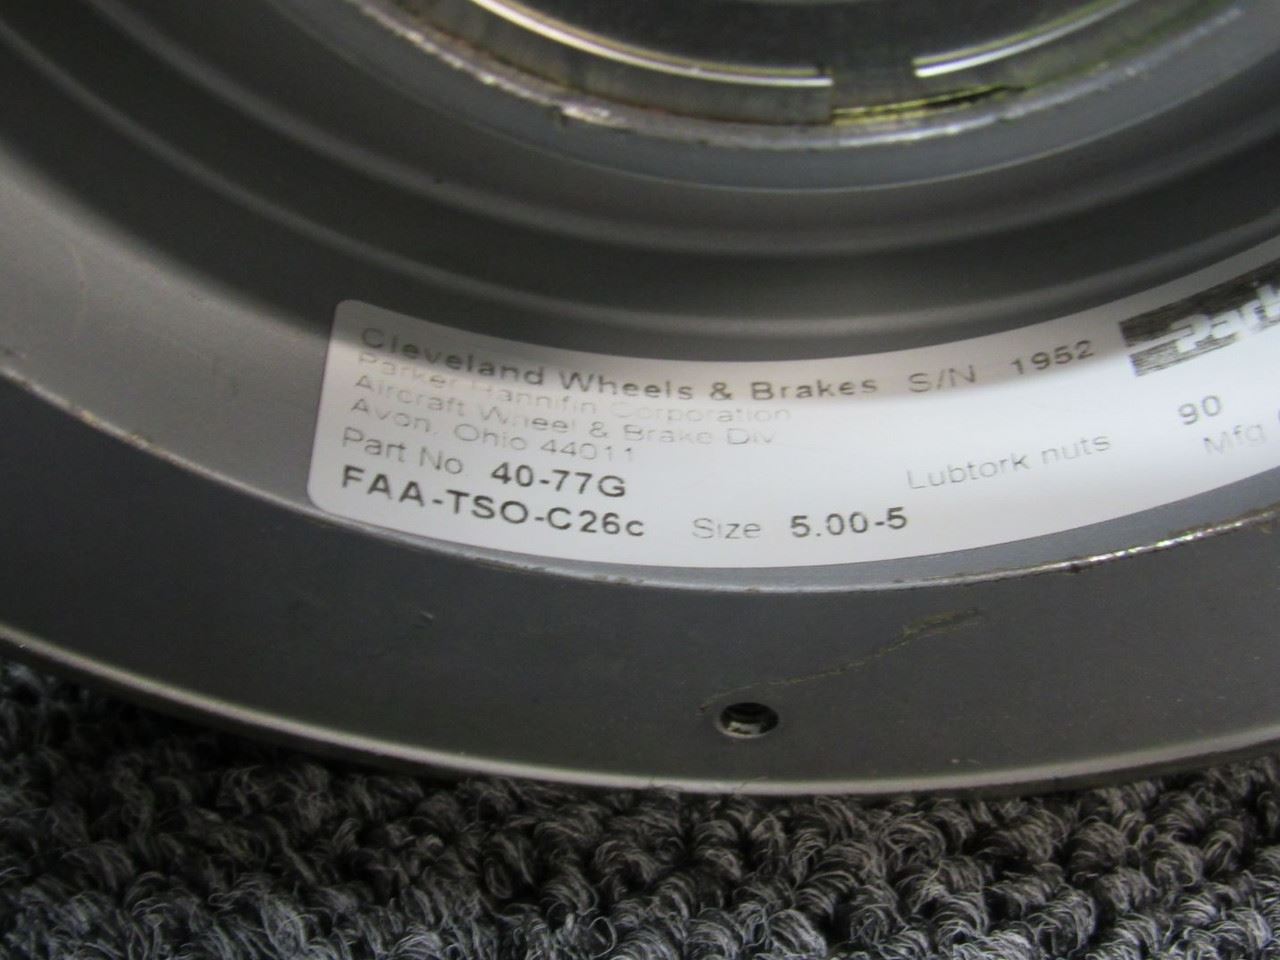 Cleveland Wheels & Brakes S/N 1952
Parker Hannifin Corporation
Aircraft Wheel & Brake Div
Avon, Ohio 44011
Part No 40-77G Lubtork nuts 90
FAA-TSO-C26c Size 5.00-5 Mfg